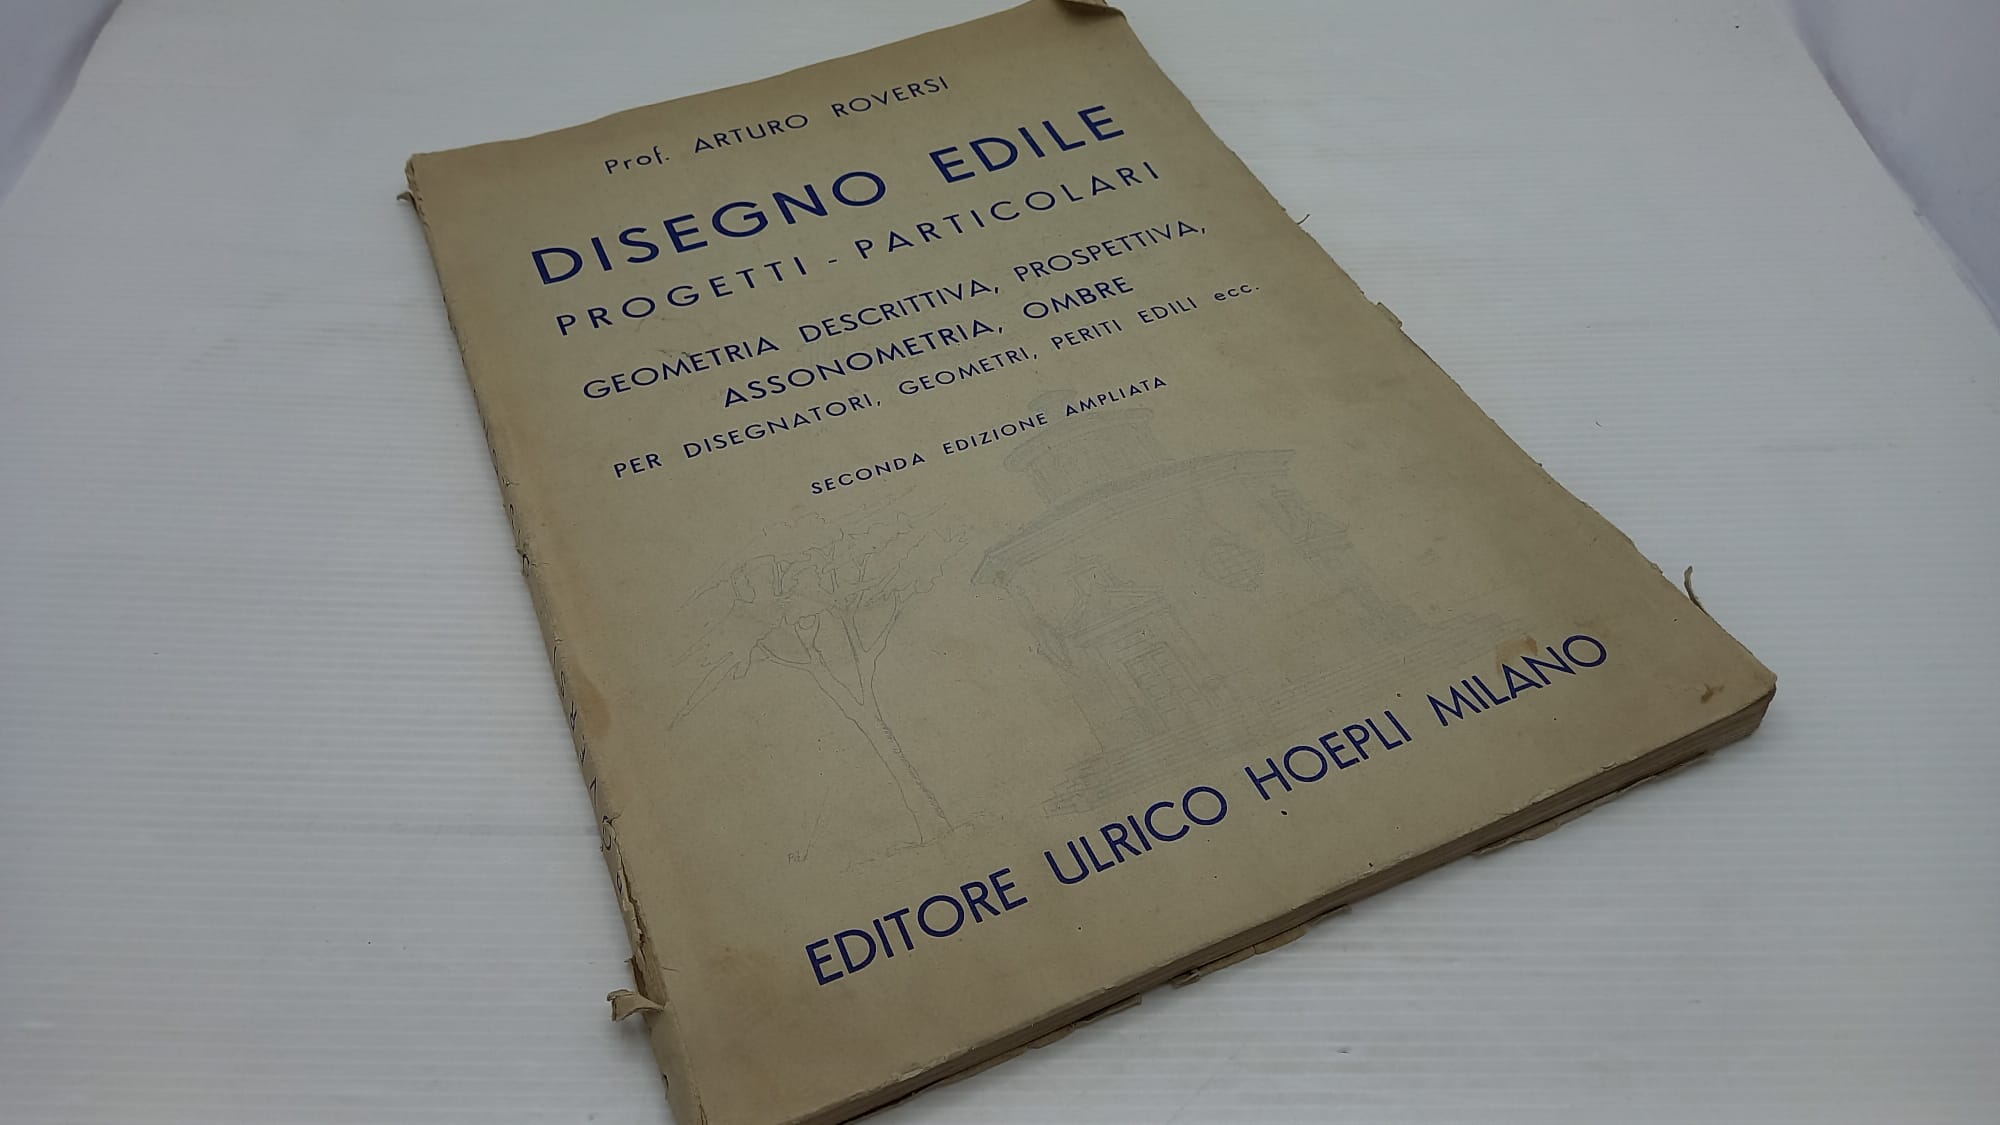 Prof. ARTURO ROVERSI
DISEGNO EDILE
PROGETTI - PARTICOLARI
GEOMETRIA DESCRITTIVA, PROSPETTIVA,
ASSONOMETRIA, OMBRE
PER DISEGNATORI, GEOMETRI, PERITI EDILI ecc.
SECONDA EDIZIONE AMPLIATA
EDITORE ULRICO HOEPLI MILANO